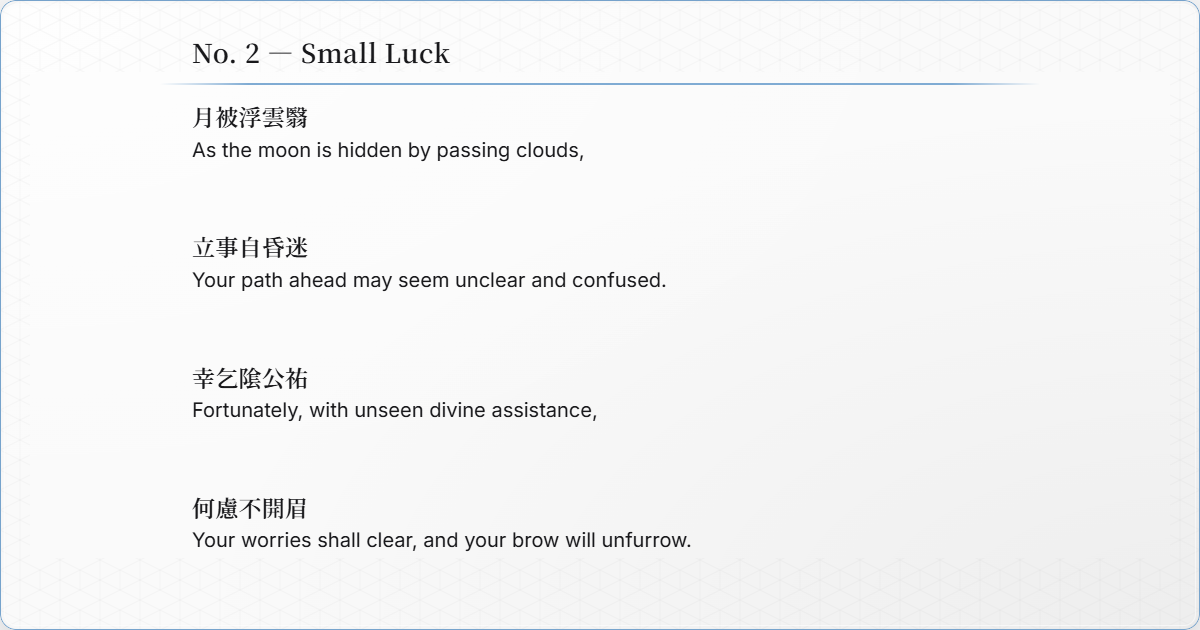 No. 2 — Small Luck
月被浮雲翳
As the moon is hidden by passing clouds,
立事自昏迷
Your path ahead may seem unclear and confused.
幸乞陰公祐
Fortunately, with unseen divine assistance,
何慮不開眉
Your worries shall clear, and your brow will unfurrow.